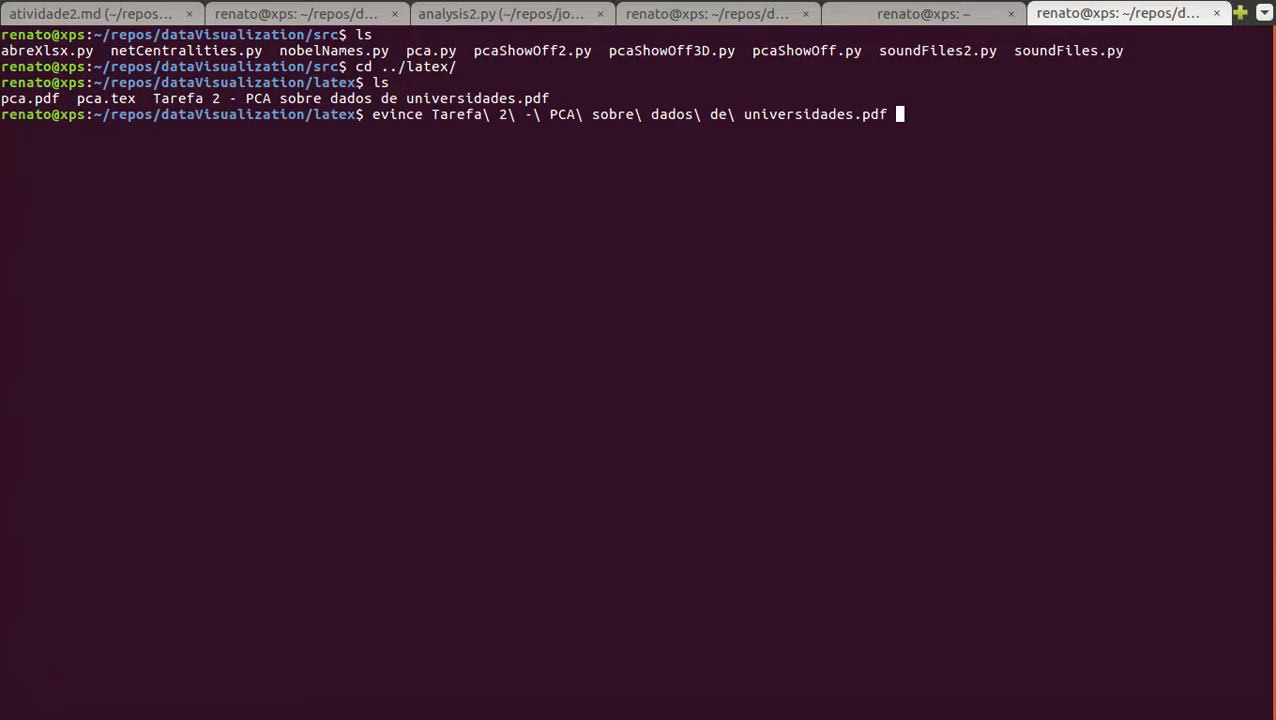 atividade2.md (~/repos... × renato@xps: ~/repos/d... × analysis2.py (~/repos/jo... × renato@xps: ~/repos/d... × renato@xps: ~ × renato@xps: ~/repos/d... ×
renato@xps:~/repos/dataVisualization/src$ ls
abreXlsx.py netCentralities.py nobelNames.py pca.py pcaShowOff2.py pcaShowOff3D.py pcaShowOff.py soundFiles2.py soundFiles.py
renato@xps:~/repos/dataVisualization/src$ cd ../latex/
renato@xps:~/repos/dataVisualization/latex$ ls
pca.pdf pca.tex Tarefa 2 - PCA sobre dados de universidades.pdf
renato@xps:~/repos/dataVisualization/latex$ evince Tarefa\ 2\ -\ PCA\ sobre\ dados\ de\ universidades.pdf